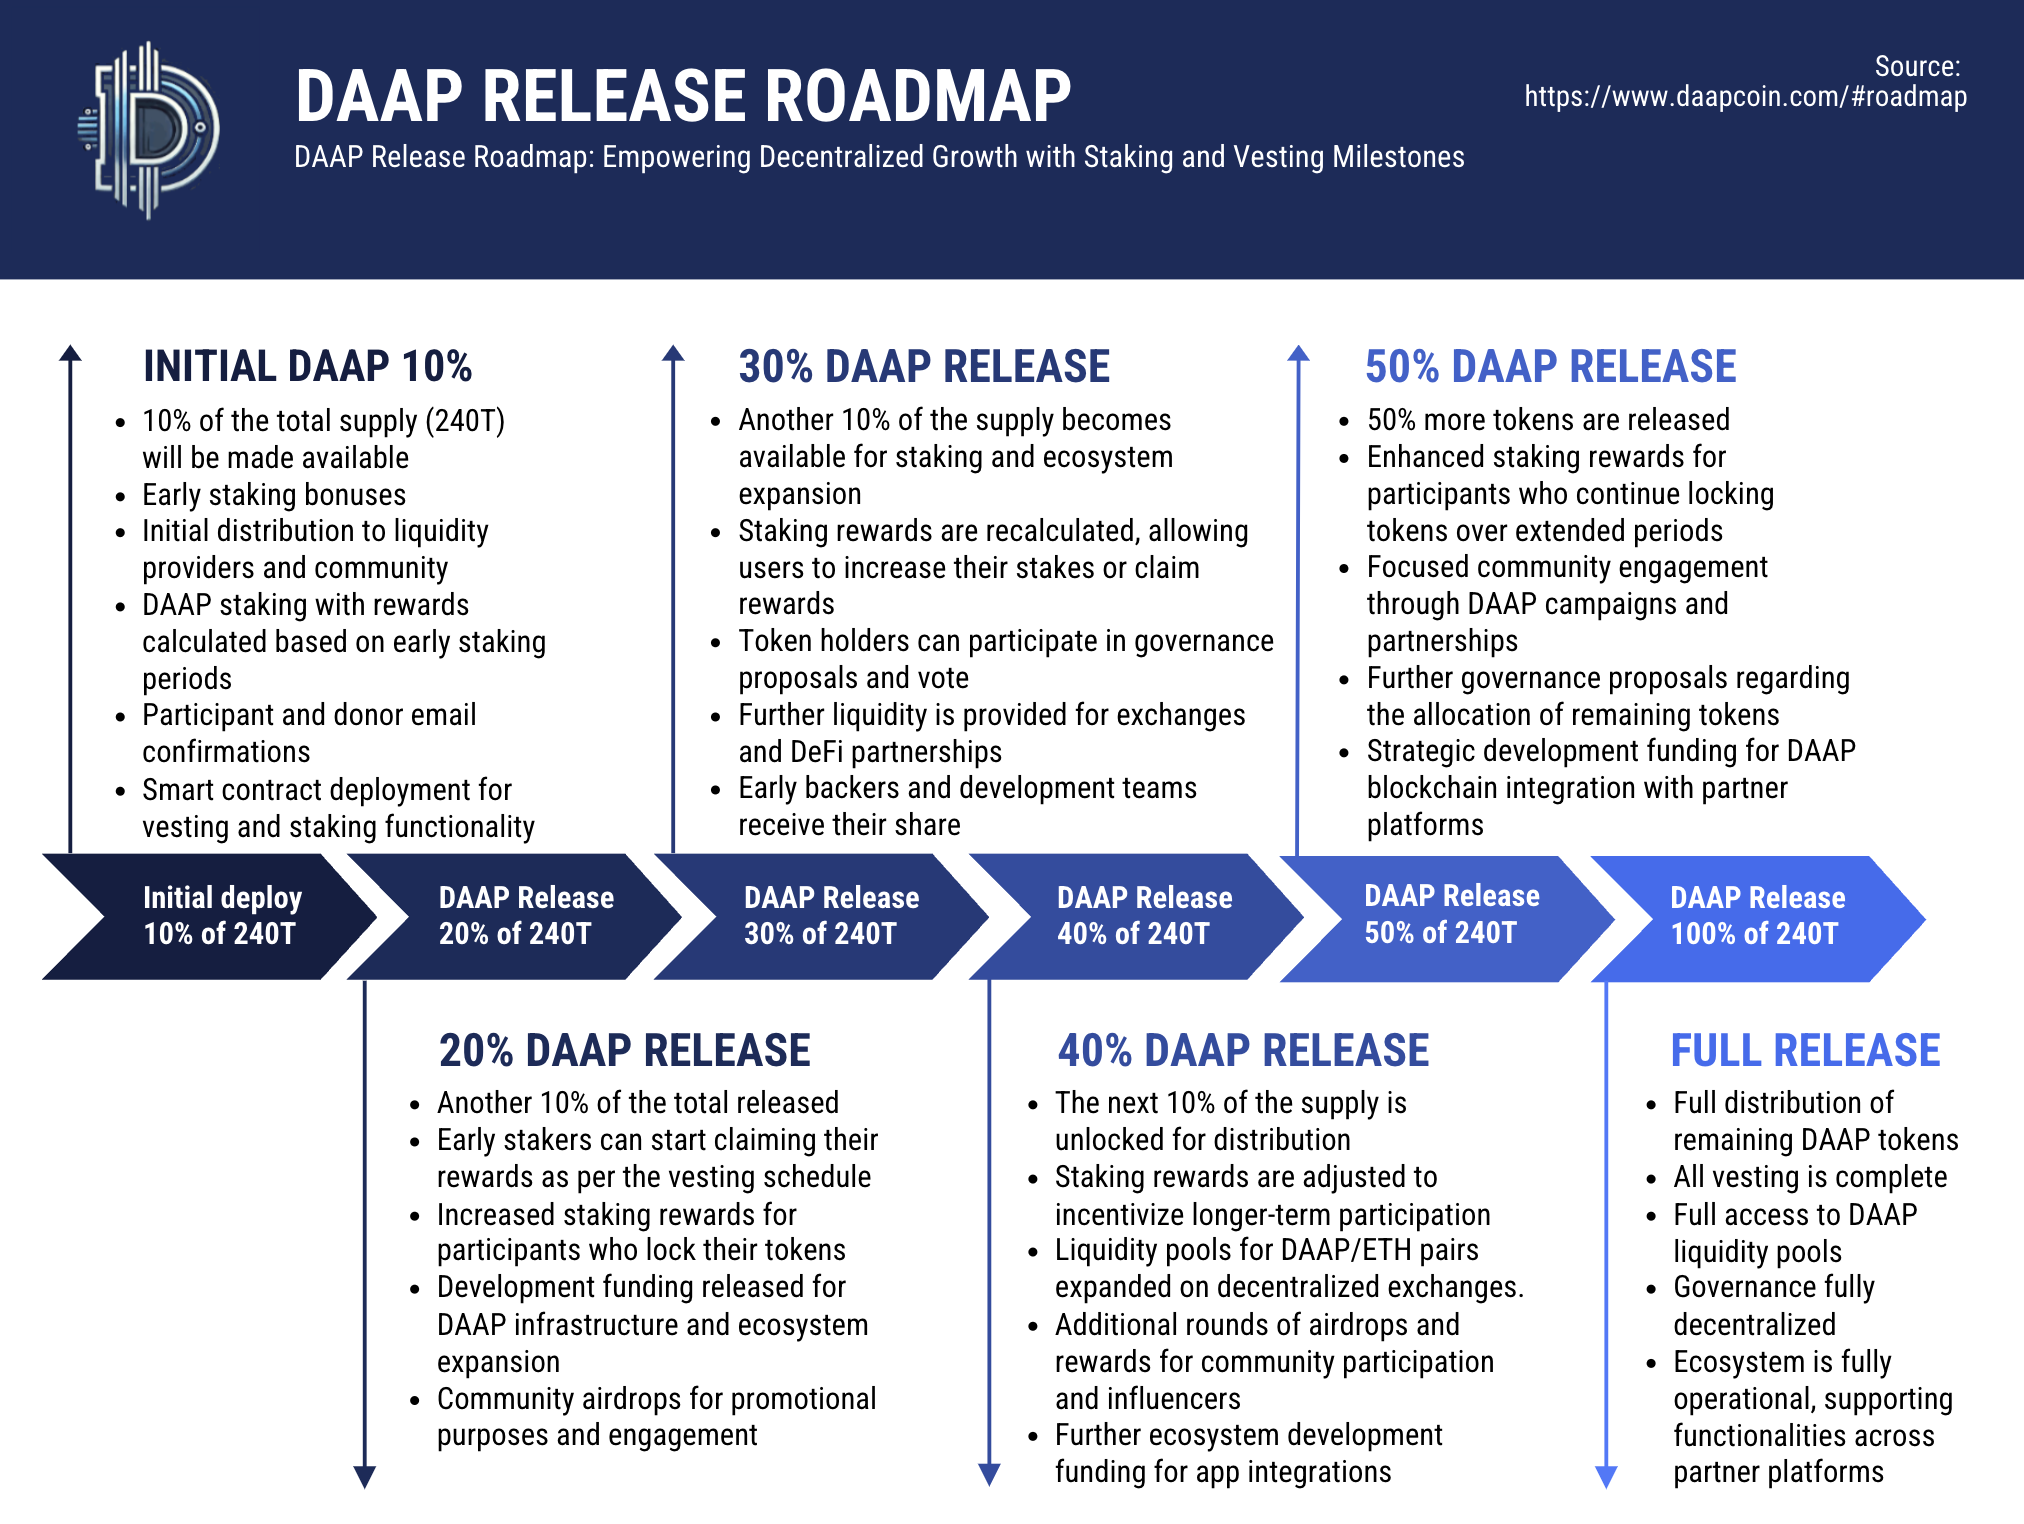 DAAP RELEASE ROADMAP
DAAP Release Roadmap: Empowering Decentralized Growth with Staking and Vesting Milestones
Source:
https://www.daapcoin.com/#roadmap
INITIAL DAAP 10%
• 10% of the total supply (240T)
will be made available
• Early staking bonuses
• Initial distribution to liquidity
providers and community
• DAAP staking with rewards
calculated based on early staking
periods
• Participant and donor email
confirmations
• Smart contract deployment for
vesting and staking functionality
30% DAAP RELEASE
• Another 10% of the supply becomes
available for staking and ecosystem
expansion
• Staking rewards are recalculated, allowing
users to increase their stakes or claim
rewards
• Token holders can participate in governance
proposals and vote
• Further liquidity is provided for exchanges
and DeFi partnerships
• Early backers and development teams
receive their share
50% DAAP RELEASE
• 50% more tokens are released
• Enhanced staking rewards for
participants who continue locking
tokens over extended periods
• Focused community engagement
through DAAP campaigns and
partnerships
• Further governance proposals regarding
the allocation of remaining tokens
• Strategic development funding for DAAP
blockchain integration with partner
platforms
Initial deploy
10% of 240T
DAAP Release
20% of 240T
DAAP Release
30% of 240T
DAAP Release
40% of 240T
DAAP Release
50% of 240T
DAAP Release
100% of 240T
20% DAAP RELEASE
• Another 10% of the total released
• Early stakers can start claiming their
rewards as per the vesting schedule
• Increased staking rewards for
participants who lock their tokens
• Development funding released for
DAAP infrastructure and ecosystem
expansion
• Community airdrops for promotional
purposes and engagement
40% DAAP RELEASE
• The next 10% of the supply is
unlocked for distribution
• Staking rewards are adjusted to
incentivize longer-term participation
• Liquidity pools for DAAP/ETH pairs
expanded on decentralized exchanges.
• Additional rounds of airdrops and
rewards for community participation
and influencers
• Further ecosystem development
funding for app integrations
FULL RELEASE
• Full distribution of
remaining DAAP tokens
• All vesting is complete
• Full access to DAAP
liquidity pools
• Governance fully
decentralized
• Ecosystem is fully
operational, supporting
functionalities across
partner platforms